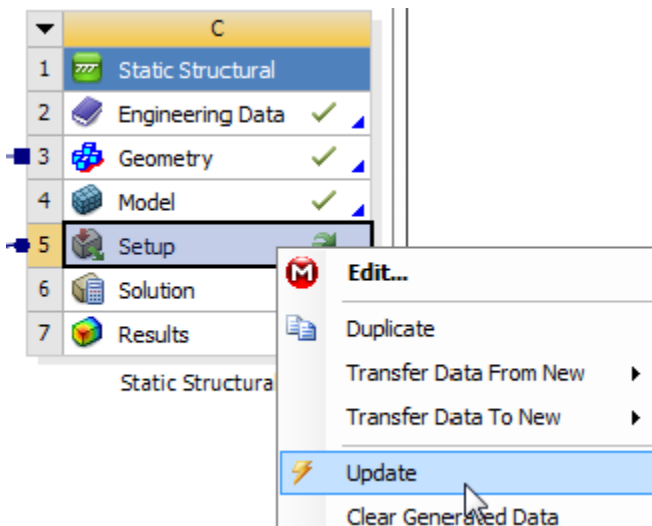 C
1 Static Structural
2 Engineering Data
3 Geometry
4 Model
5 Setup
6 Solution
7 Results
Static Structural
M Edit...
Duplicate
Transfer Data From New
Transfer Data To New
Update
Clear Generated Data